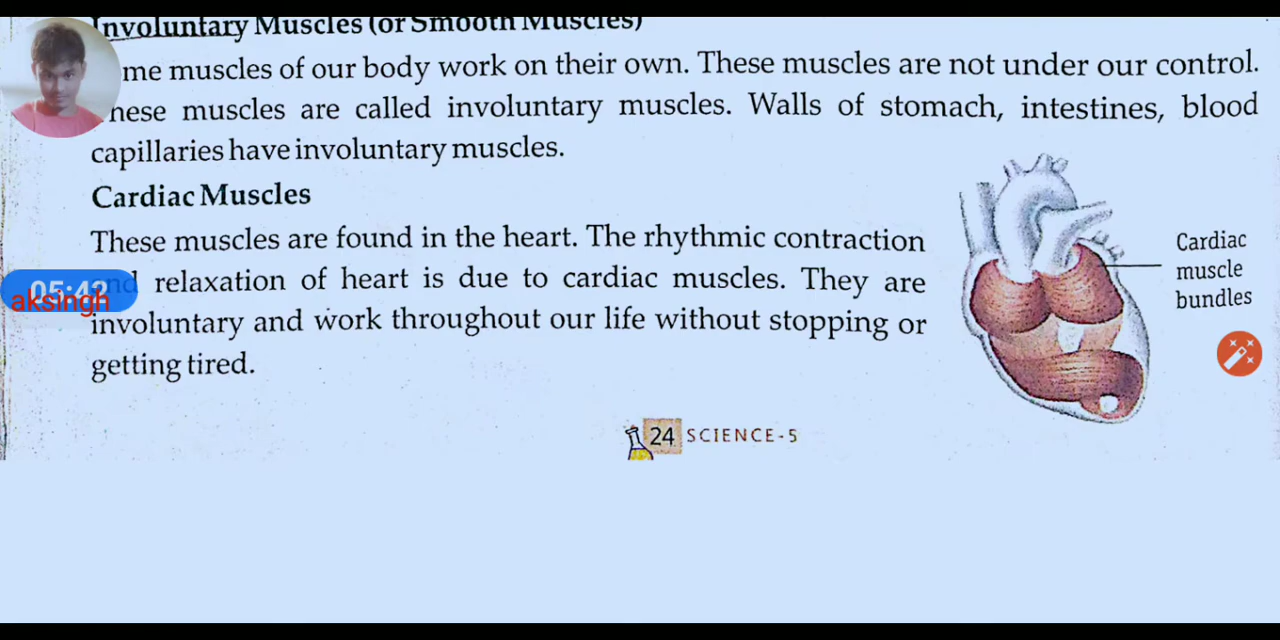 Involuntary Muscles (or Smooth Muscles)
me muscles of our body work on their own. These muscles are not under our control.
hese muscles are called involuntary muscles. Walls of stomach, intestines, blood
capillaries have involuntary muscles.
Cardiac Muscles
These muscles are found in the heart. The rhythmic contraction
and relaxation of heart is due to cardiac muscles. They are
involuntary and work throughout our life without stopping or
getting tired.
Cardiac
muscle
bundles
05:42
aksingh
24 SCIENCE-5